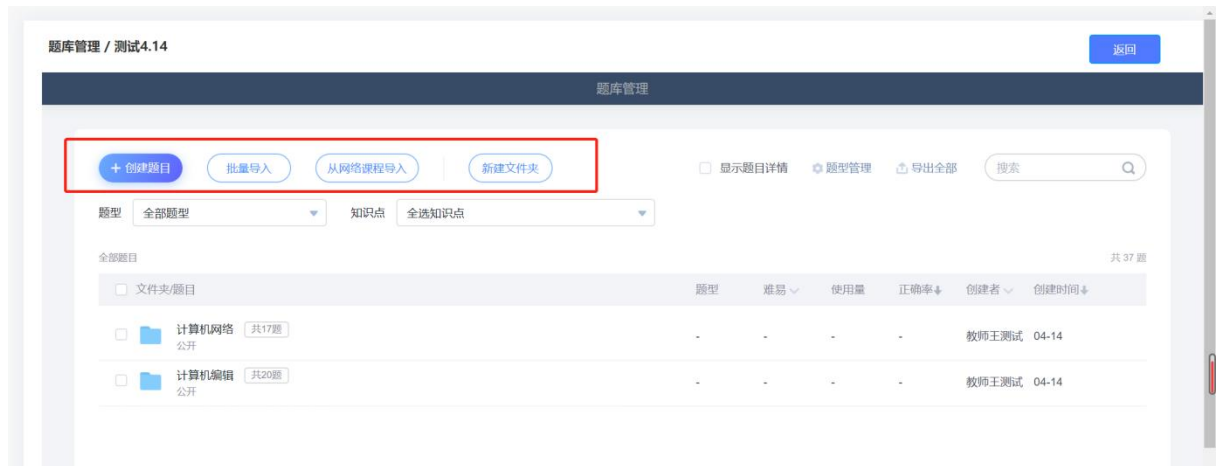 题库管理 / 测试4.14
返回
题库管理
+ 创建题目 批量导入 从网络课程导入 新建文件夹 显示题目详情 题型管理 导出全部 搜索
题型 全部题型 知识点 全选知识点
全部题目 共 37 题
文件夹/题目 题型 难易 使用量 正确率 创建者 创建时间
计算机网络 共17题 - - - - 教师王测试 04-14
公开
计算机编辑 共20题 - - - - 教师王测试 04-14
公开